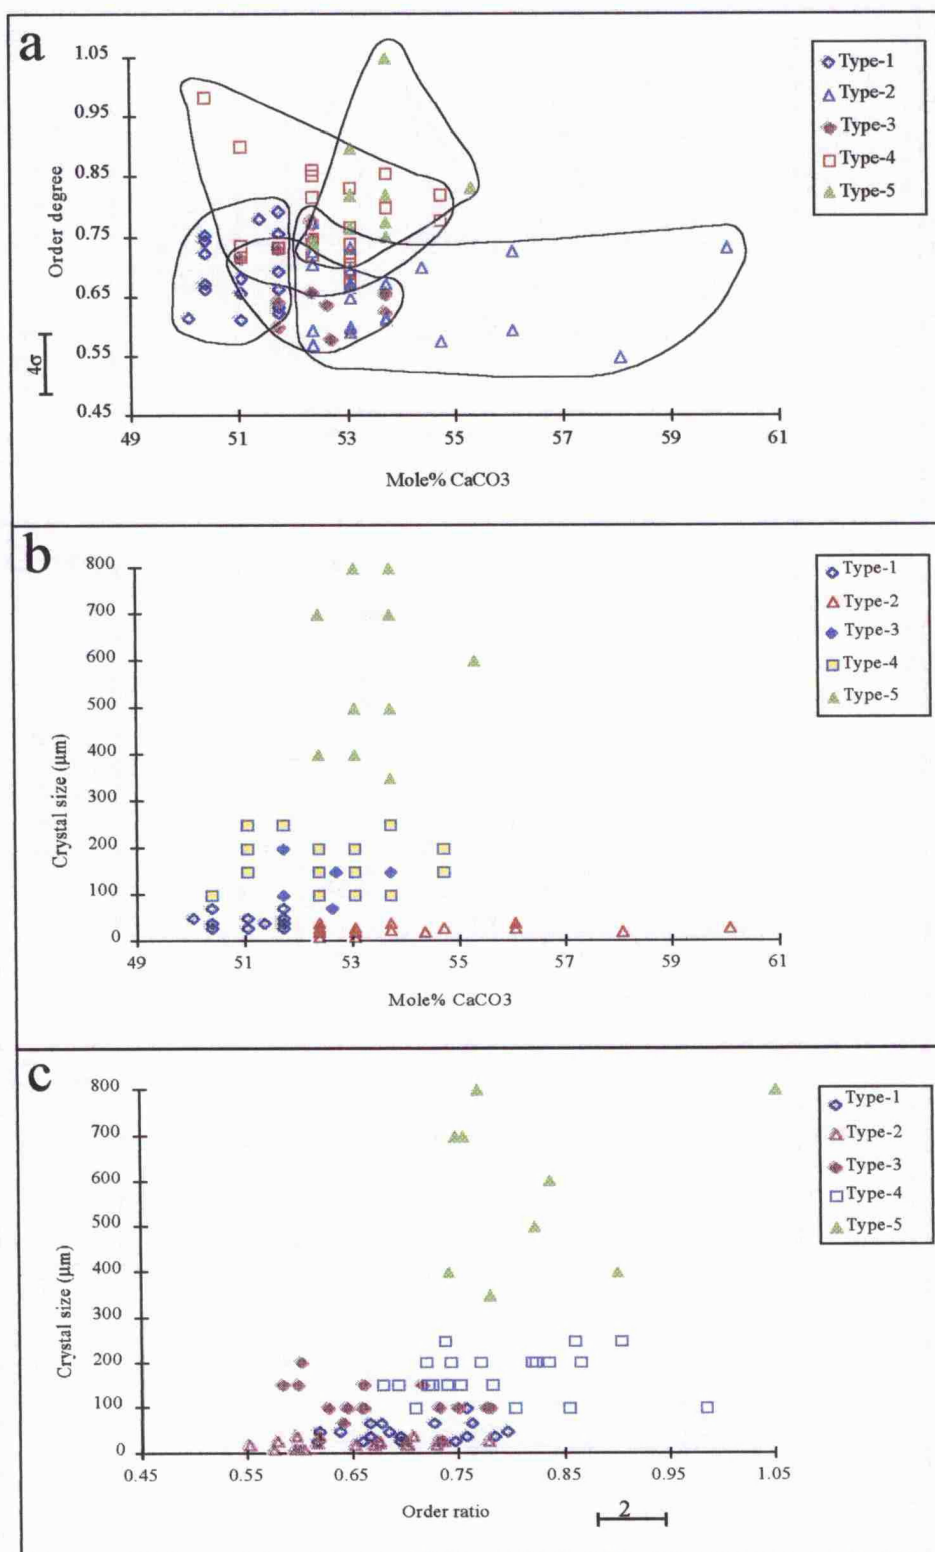 a
1.05
0.95
0.85
0.75
0.65
0.55
0.45
Order degree
4σ
49 51 53 55 57 59 61
Mole% CaCO3
Type-1
Type-2
Type-3
Type-4
Type-5
b
800
700
600
500
400
300
200
100
0
Crystal size (µm)
49 51 53 55 57 59 61
Mole% CaCO3
Type-1
Type-2
Type-3
Type-4
Type-5
c
800
700
600
500
400
300
200
100
0
Crystal size (µm)
0.45 0.55 0.65 0.75 0.85 0.95 1.05
Order ratio
2
Type-1
Type-2
Type-3
Type-4
Type-5